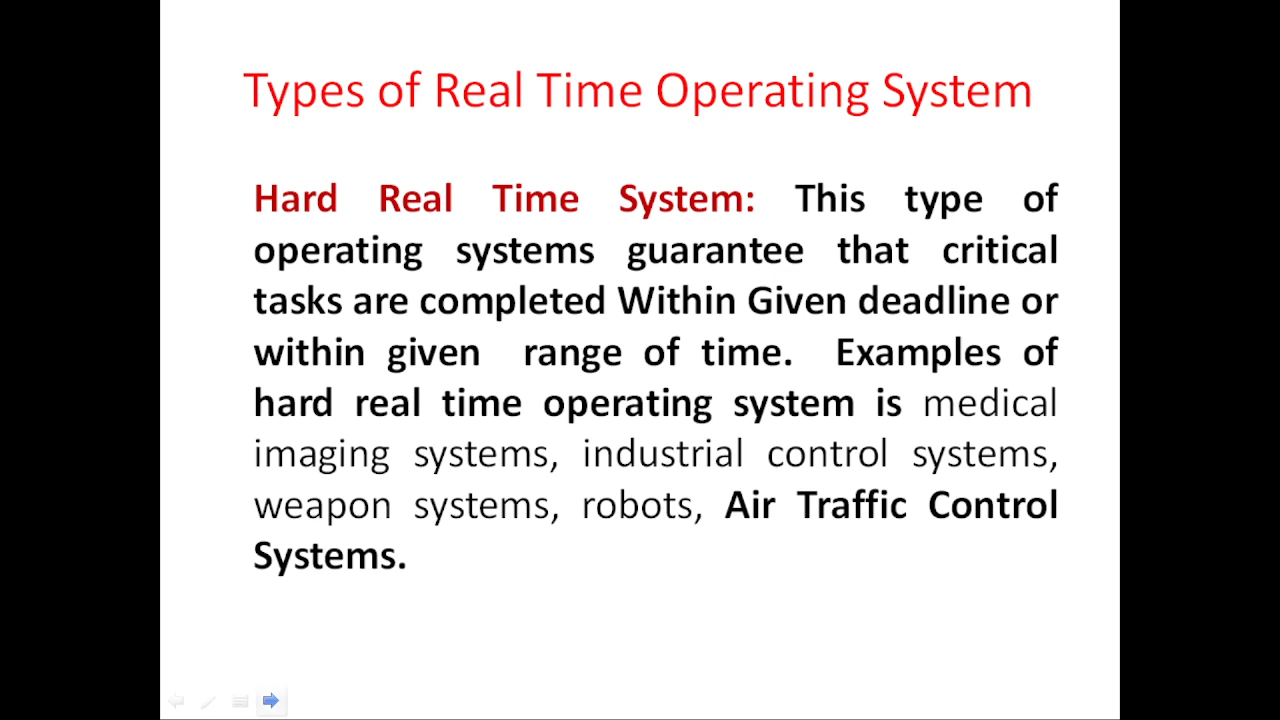 Types of Real Time Operating System
Hard Real Time System: This type of
operating systems guarantee that critical
tasks are completed Within Given deadline or
within given range of time. Examples of
hard real time operating system is medical
imaging systems, industrial control systems,
weapon systems, robots, Air Traffic Control
Systems.